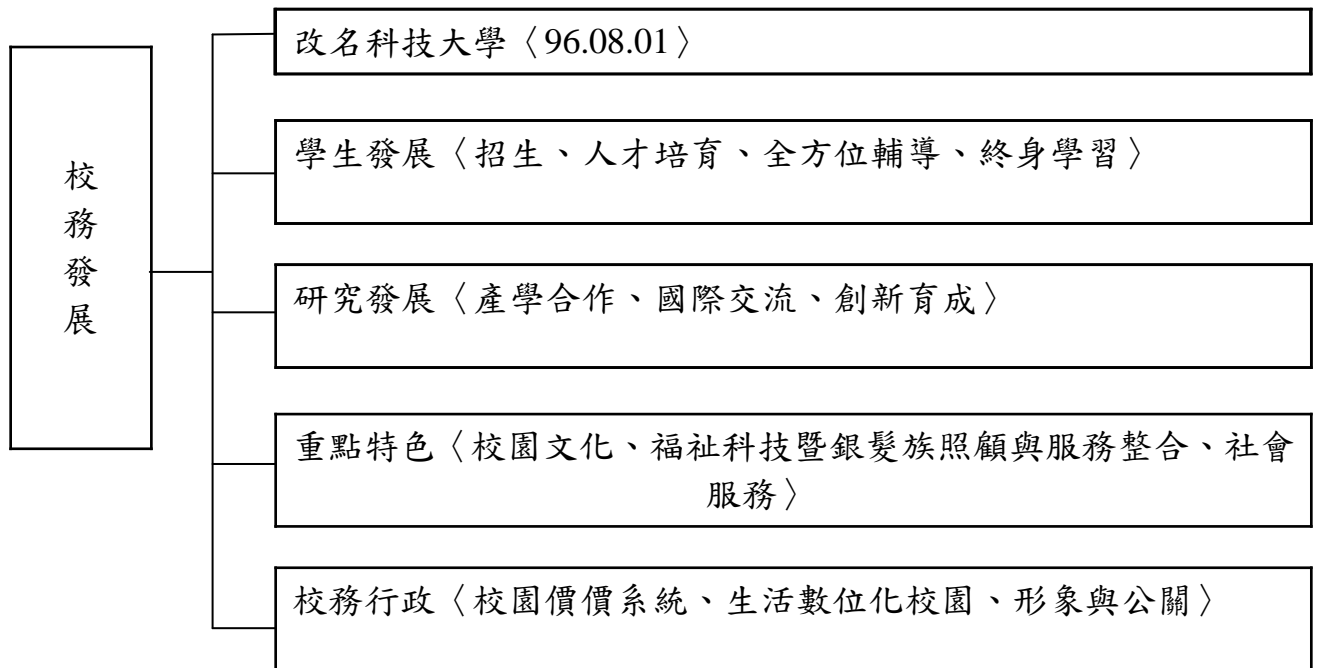 校務發展
改名科技大學〈96.08.01〉
學生發展〈招生、人才培育、全方位輔導、終身學習〉
研究發展〈產學合作、國際交流、創新育成〉
重點特色〈校園文化、福祉科技暨銀髮族照顧與服務整合、社會
服務〉
校務行政〈校園價價系統、生活數位化校園、形象與公關〉